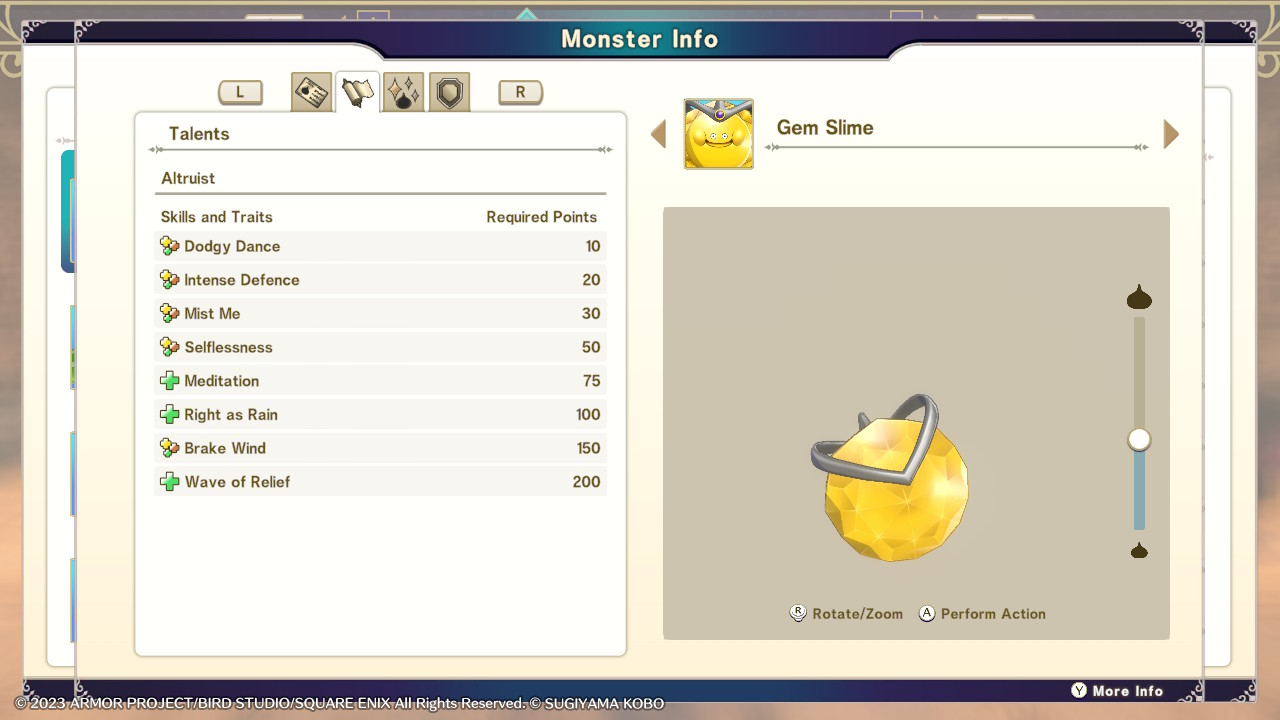 Monster Info
L
R
Talents
Altruist
Skills and Traits Required Points
Dodgy Dance 10
Intense Defence 20
Mist Me 30
Selflessness 50
Meditation 75
Right as Rain 100
Brake Wind 150
Wave of Relief 200
Gem Slime
R Rotate/Zoom A Perform Action
Y More Info
© 2023 ARMOR PROJECT/BIRD STUDIO/SQUARE ENIX All Rights Reserved. © SUGIYAMA KOBO